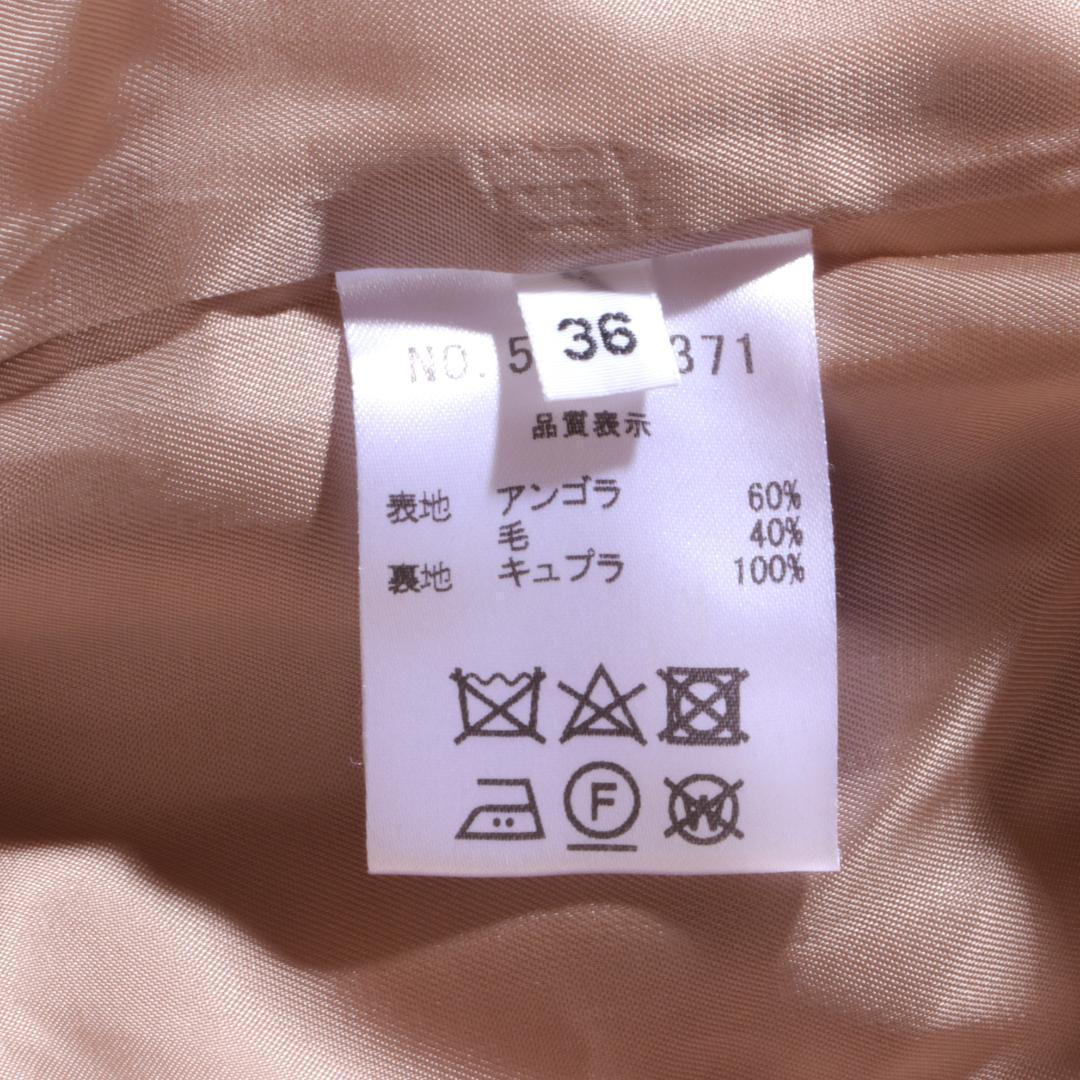 36
NO. 5 371
品質表示
表地 アンゴラ 60%
毛 40%
裏地 キュプラ 100%
F
W